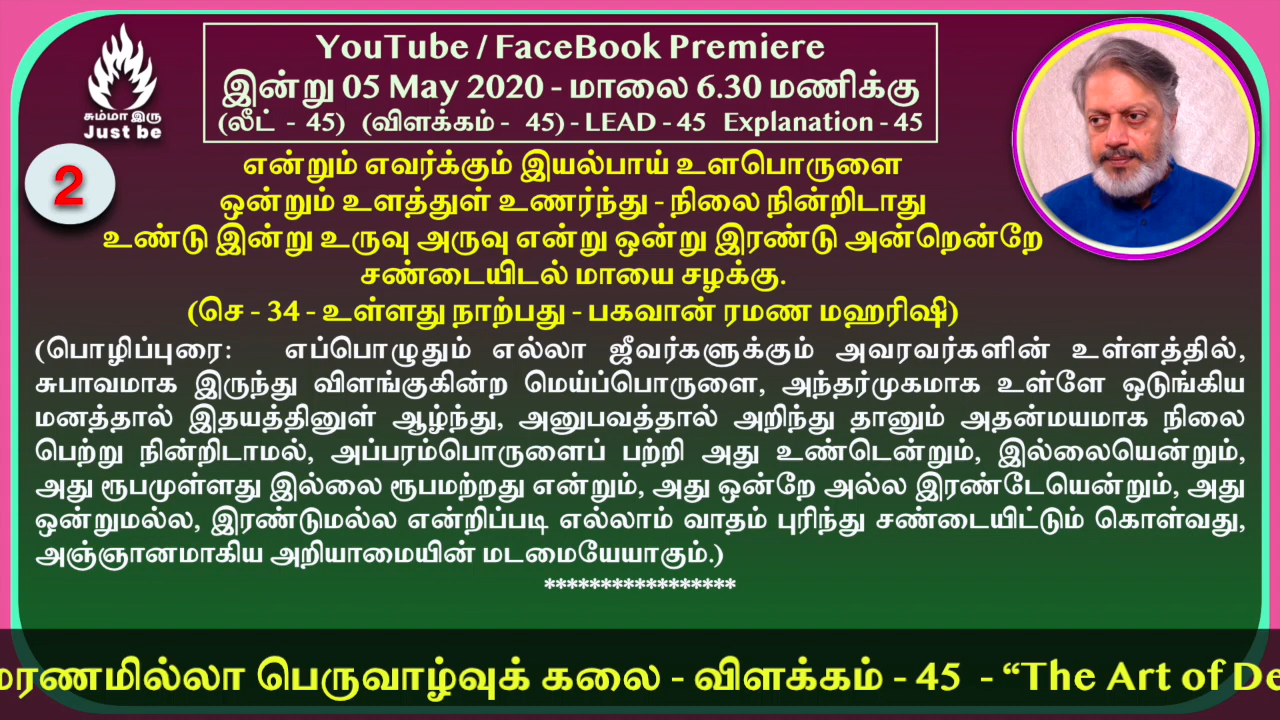 YouTube / FaceBook Premiere
இன்று 05 May 2020 - மாலை 6.30 மணிக்கு
(லீட் - 45) (விளக்கம் - 45) - LEAD - 45 Explanation - 45
சும்மா இரு
Just be
2
என்றும் எவர்க்கும் இயல்பாய் உளபொருளை
ஒன்றும் உளத்துள் உணர்ந்து - நிலை நின்றிடாது
உண்டு இன்று உருவு அருவு என்று ஒன்று இரண்டு அன்றென்றே
சண்டையிடல் மாயை சழக்கு.
(செ - 34 - உள்ளது நாற்பது - பகவான் ரமண மஹரிஷி)
(பொழிப்புரை: எப்பொழுதும் எல்லா ஜீவர்களுக்கும் அவரவர்களின் உள்ளத்தில்,
சுபாவமாக இருந்து விளங்குகின்ற மெய்ப்பொருளை, அந்தர்முகமாக உள்ளே ஒடுங்கிய
மனத்தால் இதயத்தினுள் ஆழ்ந்து, அனுபவத்தால் அறிந்து தானும் அதன்மயமாக நிலை
பெற்று நின்றிடாமல், அப்பரம்பொருளைப் பற்றி அது உண்டென்றும், இல்லையென்றும்,
அது ரூபமுள்ளது இல்லை ரூபமற்றது என்றும், அது ஒன்றே அல்ல இரண்டேயென்றும், அது
ஒன்றுமல்ல, இரண்டுமல்ல என்றிப்படி எல்லாம் வாதம் புரிந்து சண்டையிட்டும் கொள்வது,
அஞ்ஞானமாகிய அறியாமையின் மடமையேயாகும்.)
*****************
மரணமில்லா பெருவாழ்வுக் கலை - விளக்கம் - 45 - “The Art of De